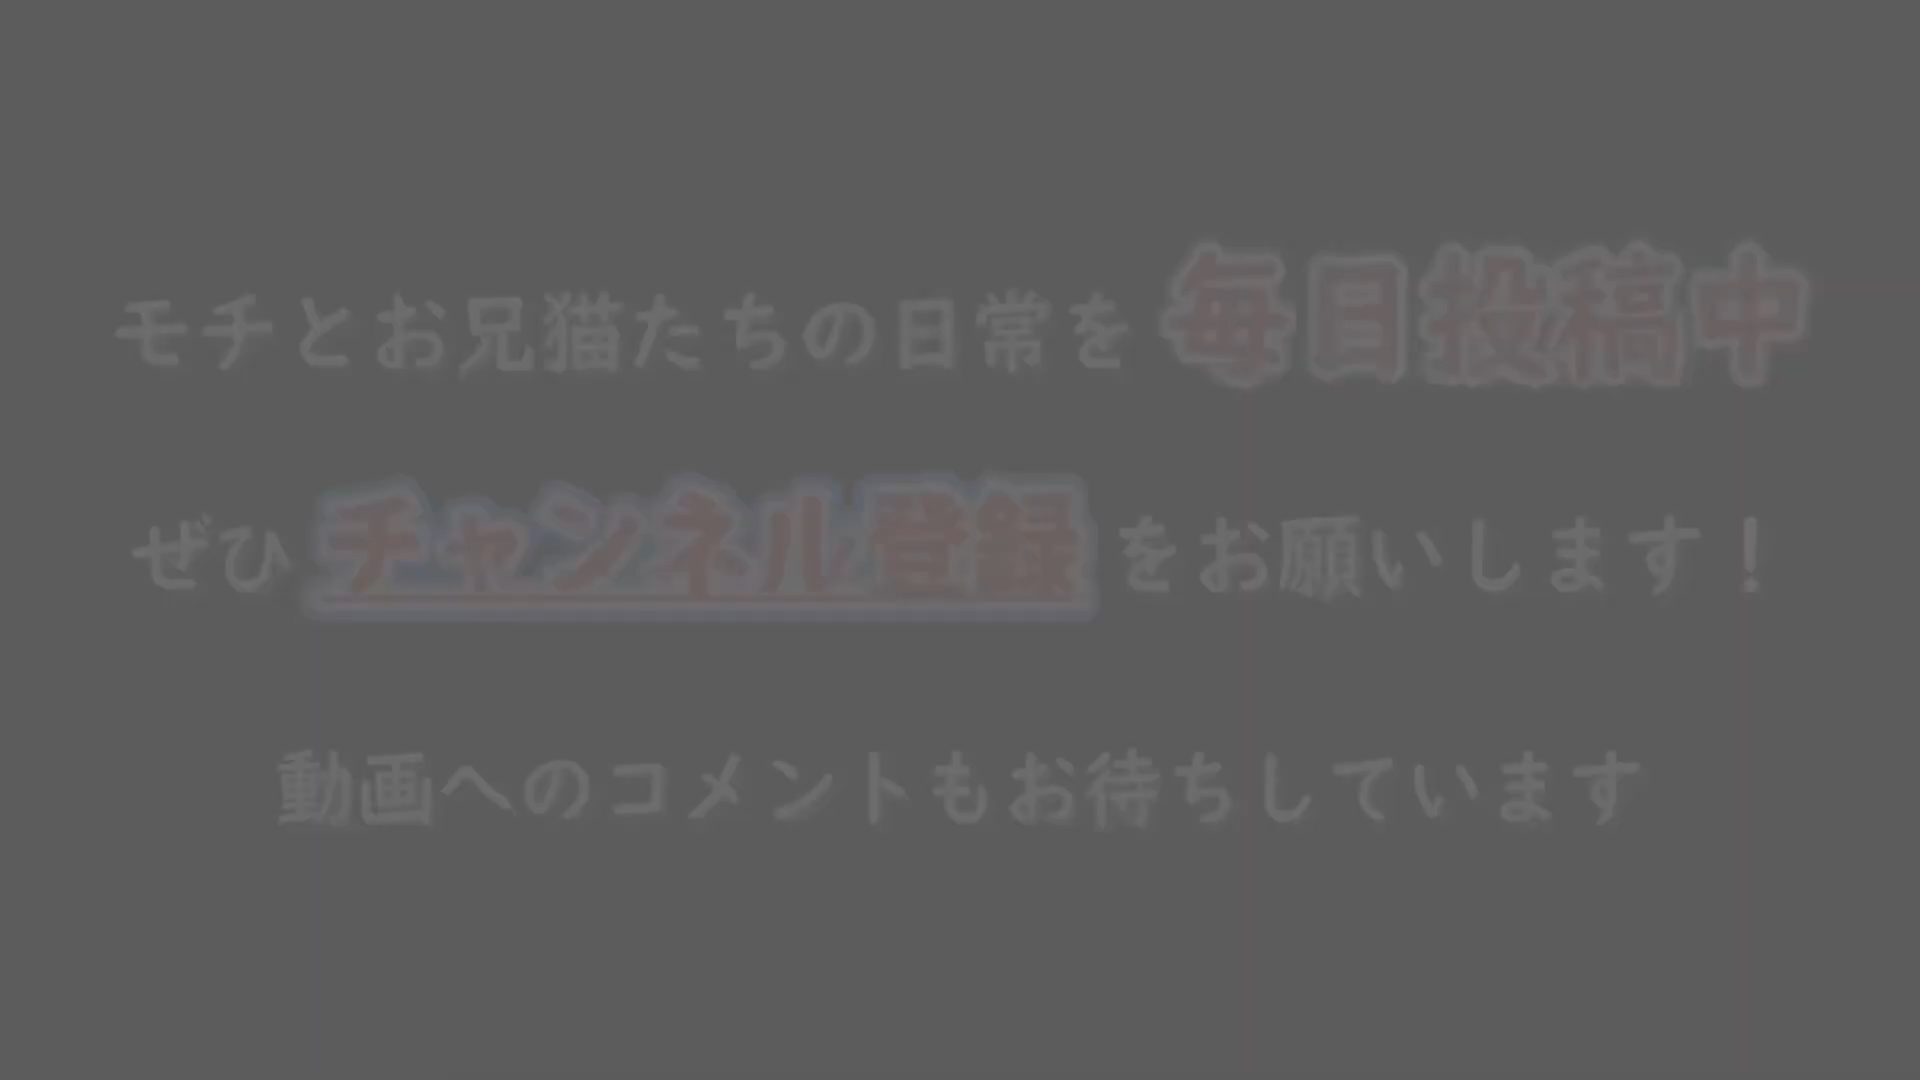 モチとお兄猫たちの日常を 毎日投稿中
ぜひ チャンネル登録 をお願いします！
動画へのコメントもお待ちしています